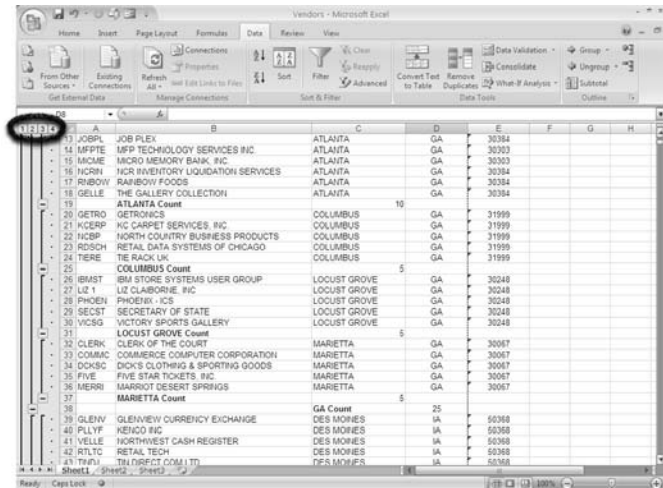 Vendors - Microsoft Excel
Home Insert Page Layout Formulas Data Review View
From Other Sources
Existing Connections
Refresh All
Connections
Properties
Edit Links to Files
Sort
Filter
Clear
Reapply
Advanced
Convert Text to Table
Remove Duplicates
Data Validation
Consolidate
What-If Analysis
Group
Ungroup
Subtotal
Get External Data Manage Connections Sort & Filter Data Tools Outline
D8
1 2 3 4 A B C D E F G H
13 JOBPL JOB PLEX ATLANTA GA 30384
14 MFPTE MFP TECHNOLOGY SERVICES INC. ATLANTA GA 30303
15 MICME MICRO MEMORY BANK, INC. ATLANTA GA 30303
16 NCRIN NCR INVENTORY LIQUIDATION SERVICES ATLANTA GA 30384
17 RNBOW RAINBOW FOODS ATLANTA GA 30384
18 GELLE THE GALLERY COLLECTION ATLANTA GA 30384
19 ATLANTA Count 10
20 GETRO GETRONICS COLUMBUS GA 31999
21 KCERP KC CARPET SERVICES, INC COLUMBUS GA 31999
22 NCBP NORTH COUNTRY BUSINESS PRODUCTS COLUMBUS GA 31999
23 RDSCH RETAIL DATA SYSTEMS OF CHICAGO COLUMBUS GA 31999
24 TIERE TIE RACK UK COLUMBUS GA 31999
25 COLUMBUS Count 5
26 IBMST IBM STORE SYSTEMS USER GROUP LOCUST GROVE GA 30248
27 LIZ 1 LIZ CLAIBORNE, INC LOCUST GROVE GA 30248
28 PHOEN PHOENIX - ICS LOCUST GROVE GA 30248
29 SECST SECRETARY OF STATE LOCUST GROVE GA 30248
30 VICSG VICTORY SPORTS GALLERY LOCUST GROVE GA 30248
31 LOCUST GROVE Count 5
32 CLERK CLERK OF THE COURT MARIETTA GA 30067
33 COMMC COMMERCE COMPUTER CORPORATION MARIETTA GA 30067
34 DCKSC DICK'S CLOTHING & SPORTING GOODS MARIETTA GA 30067
35 FIVE FIVE STAR TICKETS, INC. MARIETTA GA 30067
36 MERRI MARRIOT DESERT SPRINGS MARIETTA GA 30067
37 MARIETTA Count 5
38 GA Count 25
39 GLENV GLENVIEW CURRENCY EXCHANGE DES MOINES IA 50368
40 PLLYF KENCO INC DES MOINES IA 50368
41 VELLE NORTHWEST CASH REGISTER DES MOINES IA 50368
42 RTLTC RETAIL TECH DES MOINES IA 50368
43 TINDI TIN DIRECT.COM LTD DES MOINES IA 50368
Sheet1 Sheet2 Sheet3
Ready Caps Lock 100%